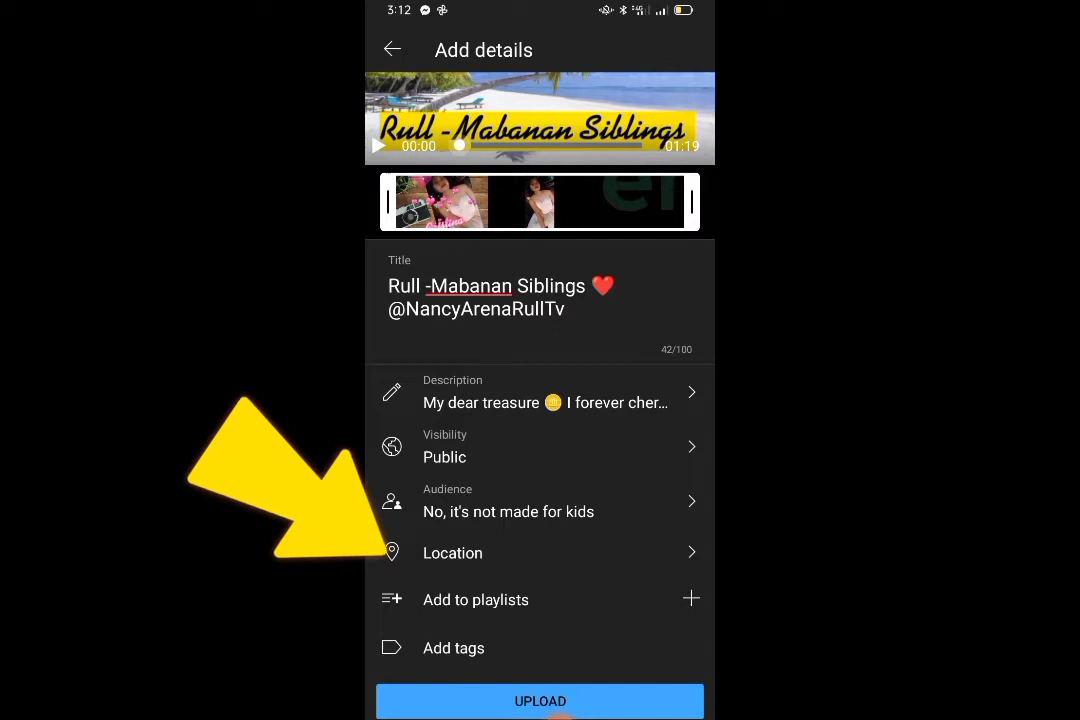 3:12
Add details
Rull -Mabanan Siblings
00:00
01:19
Cristina
er
Title
Rull -Mabanan Siblings ❤️
@NancyArenaRullTv
42/100
Description
My dear treasure 🪙 I forever cher...
Visibility
Public
Audience
No, it's not made for kids
Location
Add to playlists
Add tags
UPLOAD